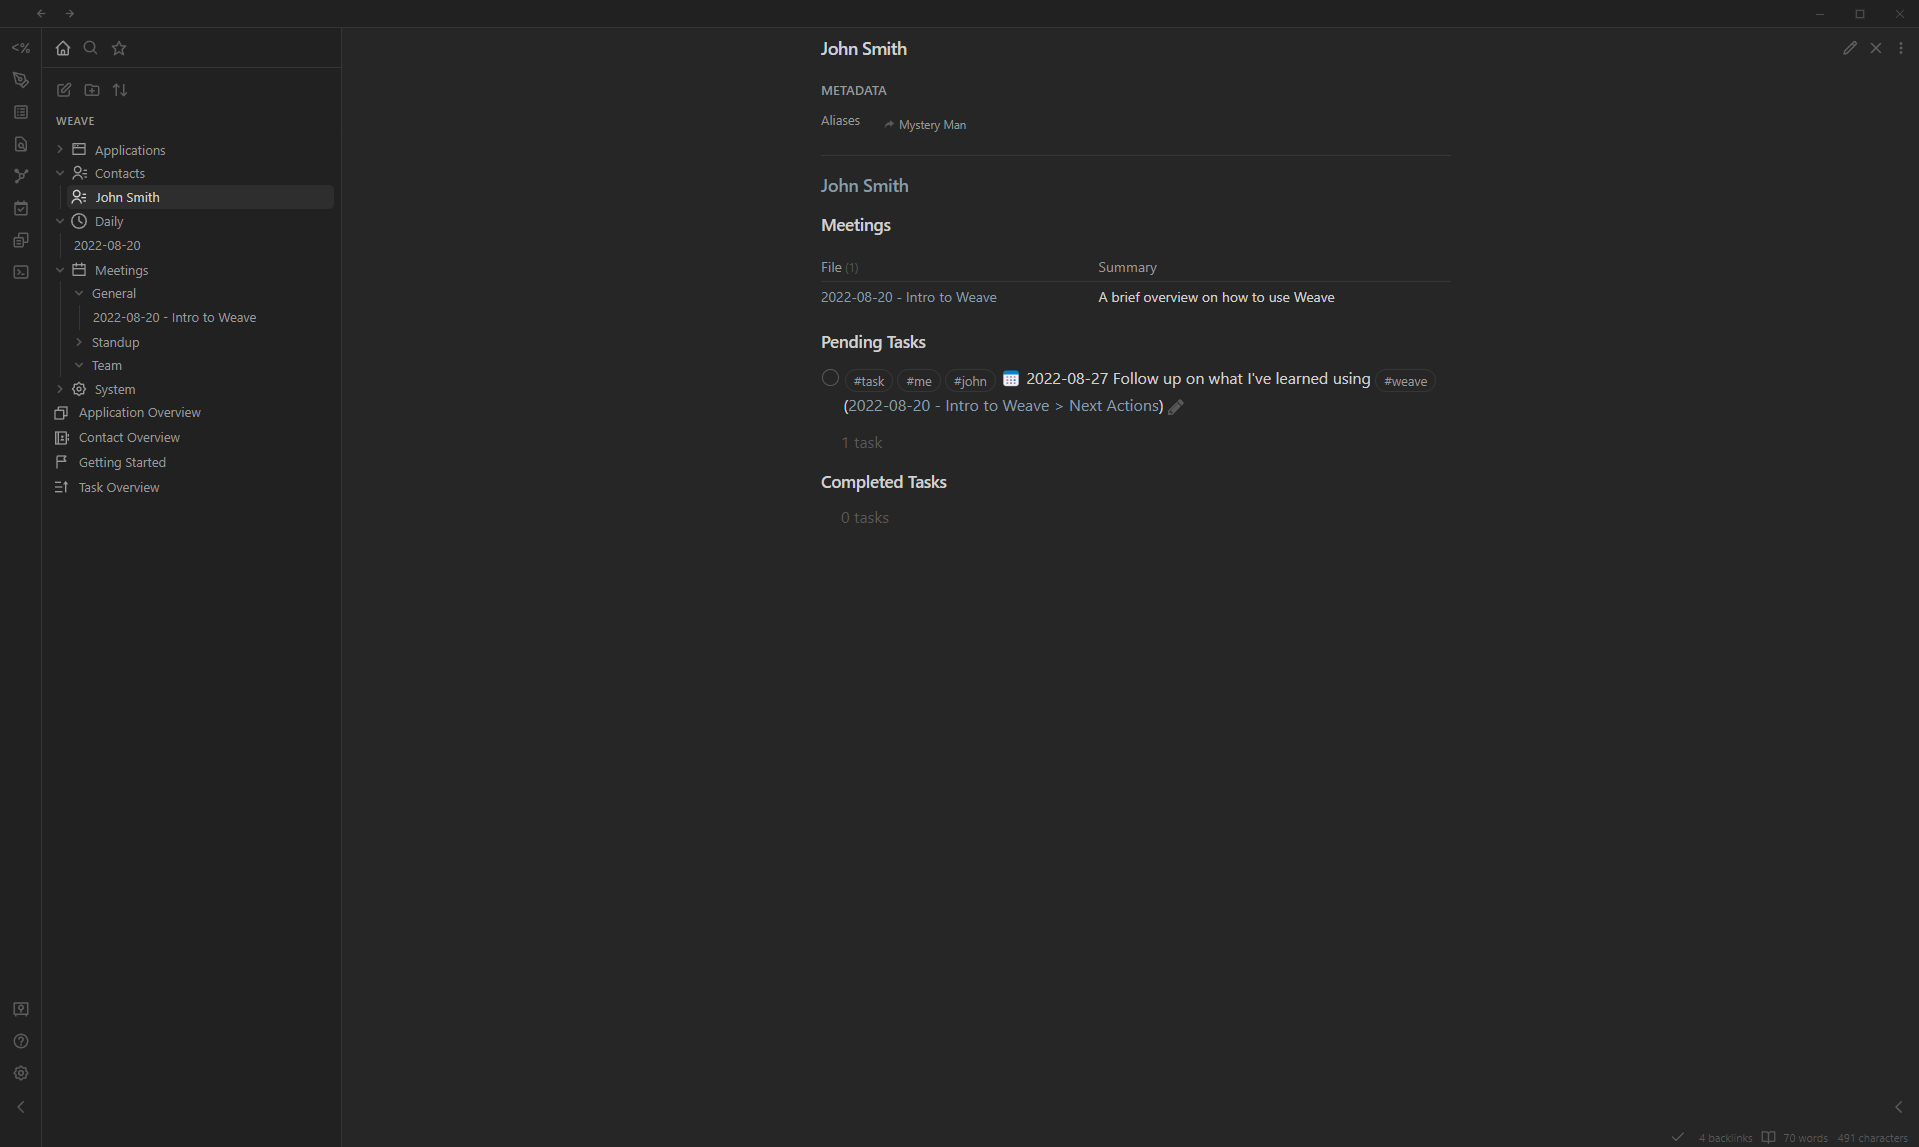 <%
WEAVE
Applications
Contacts
John Smith
Daily
2022-08-20
Meetings
General
2022-08-20 - Intro to Weave
Standup
Team
System
Application Overview
Contact Overview
Getting Started
Task Overview
John Smith
METADATA
Aliases Mystery Man
John Smith
Meetings
File (1) Summary
2022-08-20 - Intro to Weave A brief overview on how to use Weave
Pending Tasks
#task #me #john 2022-08-27 Follow up on what I've learned using #weave
(2022-08-20 - Intro to Weave > Next Actions)
1 task
Completed Tasks
0 tasks
4 backlinks 70 words 491 characters